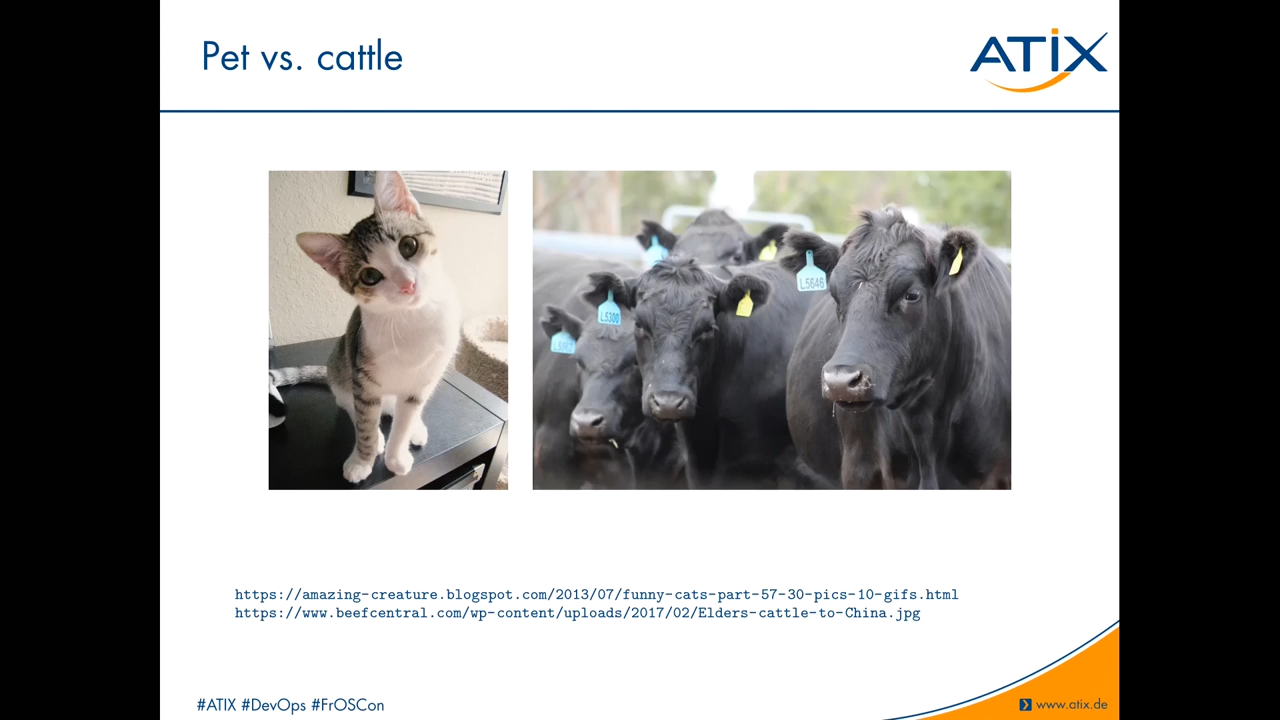 Pet vs. cattle
ATIX
L5646
L5300
https://amazing-creature.blogspot.com/2013/07/funny-cats-part-57-30-pics-10-gifs.html
https://www.beefcentral.com/wp-content/uploads/2017/02/Elders-cattle-to-China.jpg
#ATIX #DevOps #FrOSCon
www.atix.de